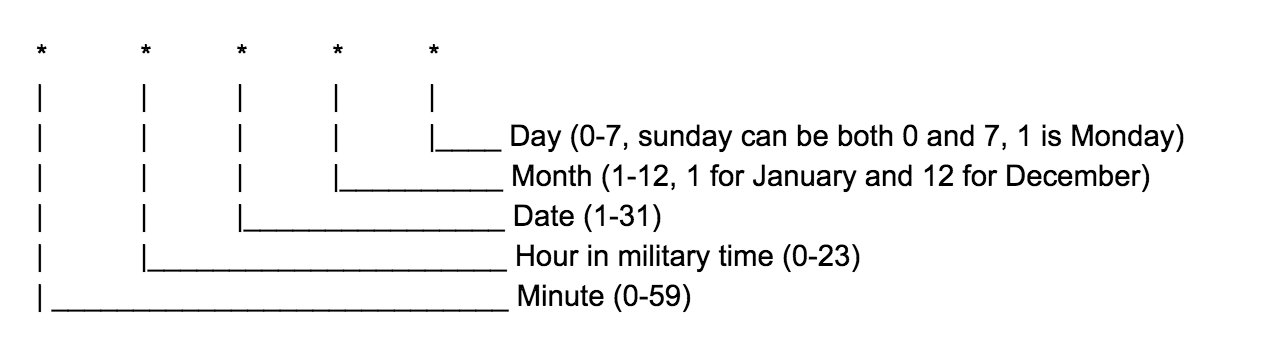 * * * * *
| | | | |
| | | | |____ Day (0-7, sunday can be both 0 and 7, 1 is Monday)
| | | |__________ Month (1-12, 1 for January and 12 for December)
| | |________________ Date (1-31)
| |______________________ Hour in military time (0-23)
| ____________________________ Minute (0-59)